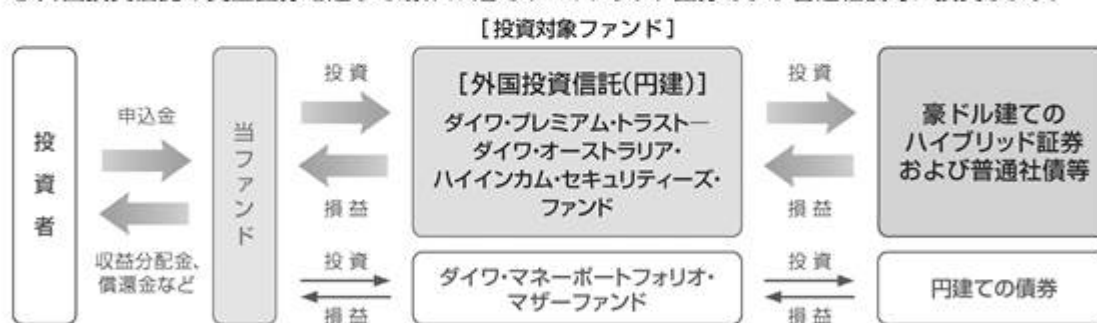 [投資対象ファンド]
投資者
申込金
収益分配金、
償還金など
当ファンド
投資
損益
[外国投資信託(円建)]
ダイワ・プレミアム・トラスト―
ダイワ・オーストラリア・
ハイインカム・セキュリティーズ・
ファンド
投資
損益
豪ドル建ての
ハイブリッド証券
および普通社債等
投資
損益
ダイワ・マネーポートフォリオ・
マザーファンド
投資
損益
円建ての債券